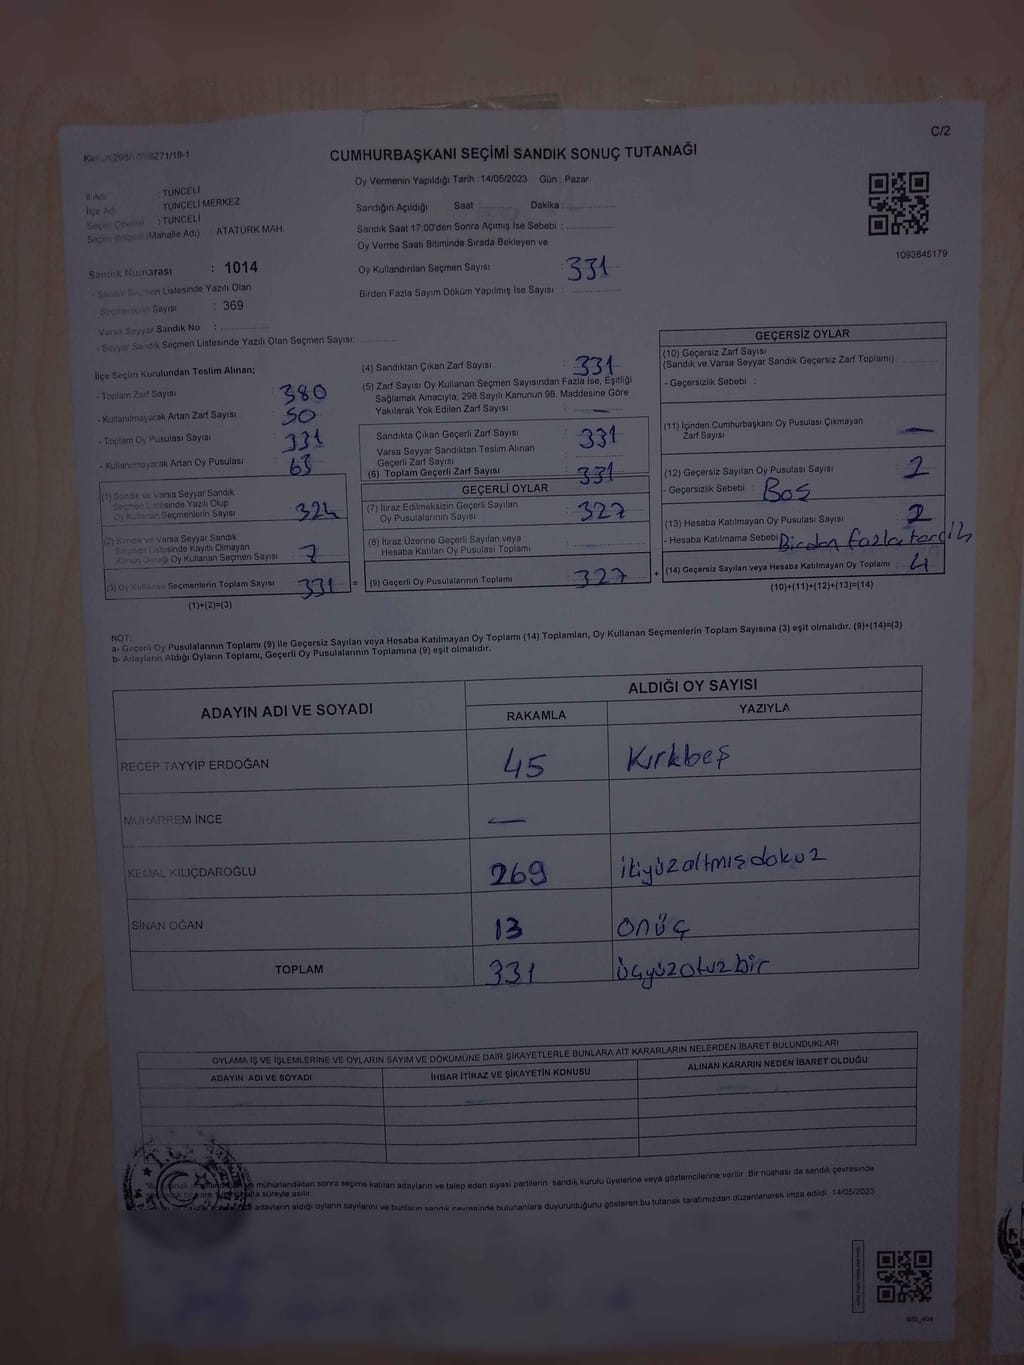 C/2
CUMHURBAŞKANI SEÇİMİ SANDIK SONUÇ TUTANAĞI
Oy Vermenin Yapıldığı Tarih : 14/05/2023 Gün : Pazar
İl Adı : TUNCELİ
İlçe Adı : TUNCELİ MERKEZ
Seçim Çevresi : TUNCELİ
Seçim Bölgesi (Mahalle Adı) : ATATÜRK MAH.
Sandık Numarası : 1014
- Sandık Seçmen Listesinde Yazılı Olan
Seçmenlerin Sayısı : 369
Varsa Seyyar Sandık No :
- Seyyar Sandık Seçmen Listesinde Yazılı Olan Seçmen Sayısı:
Sandığın Açıldığı Saat Dakika :
Sandık Saat 17:00'den Sonra Açımış İse Sebebi :
Oy Verme Saati Bitiminde Sırada Bekleyen ve
Oy Kullandırılan Seçmen Sayısı : 331
Birden Fazla Sayım Döküm Yapılmış İse Sayısı :
1093645179
İlçe Seçim Kurulundan Teslim Alınan;
- Toplam Zarf Sayısı : 380
- Kullanılmayarak Artan Zarf Sayısı : 50
- Toplam Oy Pusulası Sayısı : 331
- Kullanılmayarak Artan Oy Pusulası : 63
(1) Sandık ve Varsa Seyyar Sandık
Seçmen Listesinde Yazılı Olup
Oy Kullanan Seçmenlerin Sayısı : 324
(2) Sandık ve Varsa Seyyar Sandık
Seçmen Listesinde Kayıtlı Olmayan
Kanun Gereği Oy Kullanan Seçmen Sayısı : 7
(3) Oy Kullanan Seçmenlerin Toplam Sayısı : 331 =
(1)+(2)=(3)
(4) Sandıktan Çıkan Zarf Sayısı : 331
(5) Zarf Sayısı Oy Kullanan Seçmen Sayısından Fazla İse, Eşitliği
Sağlamak Amacıyla; 298 Sayılı Kanunun 98. Maddesine Göre
Yakılarak Yok Edilen Zarf Sayısı : —
Sandıkta Çıkan Geçerli Zarf Sayısı : 331
Varsa Seyyar Sandıktan Teslim Alınan
Geçerli Zarf Sayısı :
(6) Toplam Geçerli Zarf Sayısı : 331
GEÇERLİ OYLAR
(7) İtiraz Edilmeksizin Geçerli Sayılan
Oy Pusulalarının Sayısı : 327
(8) İtiraz Üzerine Geçerli Sayılan veya
Hesaba Katılan Oy Pusulası Toplamı :
(9) Geçerli Oy Pusulalarının Toplamı : 327 +
GEÇERSİZ OYLAR
(10) Geçersiz Zarf Sayısı
(Sandık ve Varsa Seyyar Sandık Geçersiz Zarf Toplamı)
- Geçersizlik Sebebi :
(11) İçinden Cumhurbaşkanı Oy Pusulası Çıkmayan
Zarf Sayısı —
(12) Geçersiz Sayılan Oy Pusulası Sayısı : 2
- Geçersizlik Sebebi : Boş
(13) Hesaba Katılmayan Oy Pusulası Sayısı : 2
- Hesaba Katılmama Sebebi Birden fazla tercih
(14) Geçersiz Sayılan veya Hesaba Katılmayan Oy Toplamı : 4
(10)+(11)+(12)+(13)=(14)
NOT:
a- Geçerli Oy Pusulalarının Toplamı (9) ile Geçersiz Sayılan veya Hesaba Katılmayan Oy Toplamı (14) Toplamları, Oy Kullanan Seçmenlerin Toplam Sayısına (3) eşit olmalıdır. (9)+(14)=(3)
b- Adayların Aldığı Oyların Toplamı, Geçerli Oy Pusulalarının Toplamına (9) eşit olmalıdır.
ADAYIN ADI VE SOYADI ALDIĞI OY SAYISI
RAKAMLA YAZIYLA
RECEP TAYYİP ERDOĞAN 45 Kırkbeş
MUHARREM İNCE —
KEMAL KILIÇDAROĞLU 269 ikiyüzaltmışdokuz
SİNAN OĞAN 13 onüç
TOPLAM 331 üçyüzotuzbir
OYLAMA İŞ VE İŞLEMLERİNE VE OYLARIN SAYIM VE DÖKÜMÜNE DAİR ŞİKAYETLERLE BUNLARA AİT KARARLARIN NELERDEN İBARET BULUNDUKLARI
ADAYIN ADI VE SOYADI İHBAR İTİRAZ VE ŞİKAYETİN KONUSU ALINAN KARARIN NEDEN İBARET OLDUĞU
mühürlendikten sonra seçime katılan adayların ve talep eden siyasi partilerin sandık kurulu üyelerine veya gözlemcilerine verilir. Bir nüshası da sandık çevresinde
süreyle asılır.
adayların aldığı oyların sayılarını ve bunların sandık çevresinde bulunanlara duyurulduğunu gösteren bu tutanak tarafımızdan düzenlenerek imza edildi. 14/05/2023